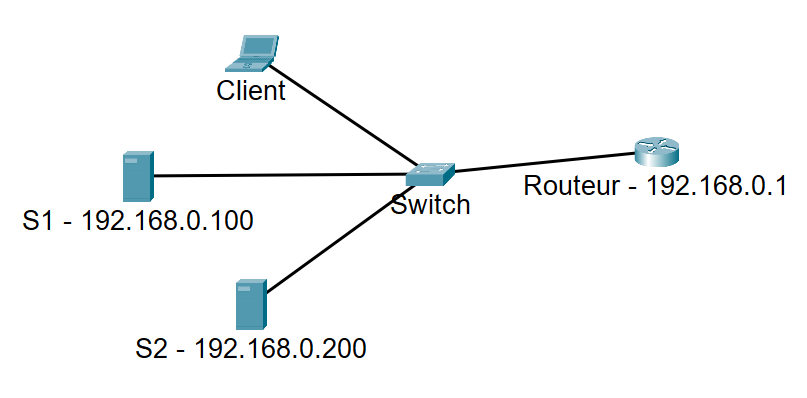 Client
Routeur - 192.168.0.1
Switch
S1 - 192.168.0.100
S2 - 192.168.0.200